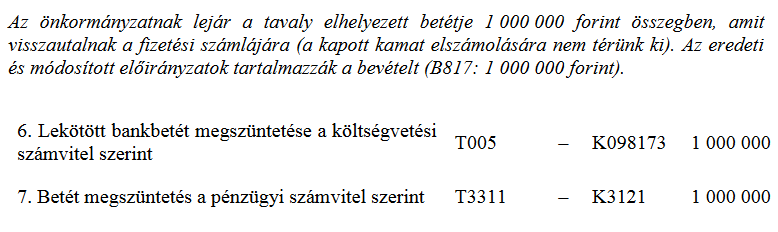 Az önkormányzatnak lejár a tavaly elhelyezett betétje 1 000 000 forint összegben, amit
visszautalnak a fizetési számlájára (a kapott kamat elszámolására nem térünk ki). Az eredeti
és módosított előirányzatok tartalmazzák a bevételt (B817: 1 000 000 forint).
6. Lekötött bankbetét megszüntetése a költségvetési
számvitel szerint T005 – K098173 1 000 000
7. Betét megszüntetés a pénzügyi számvitel szerint T3311 – K3121 1 000 000